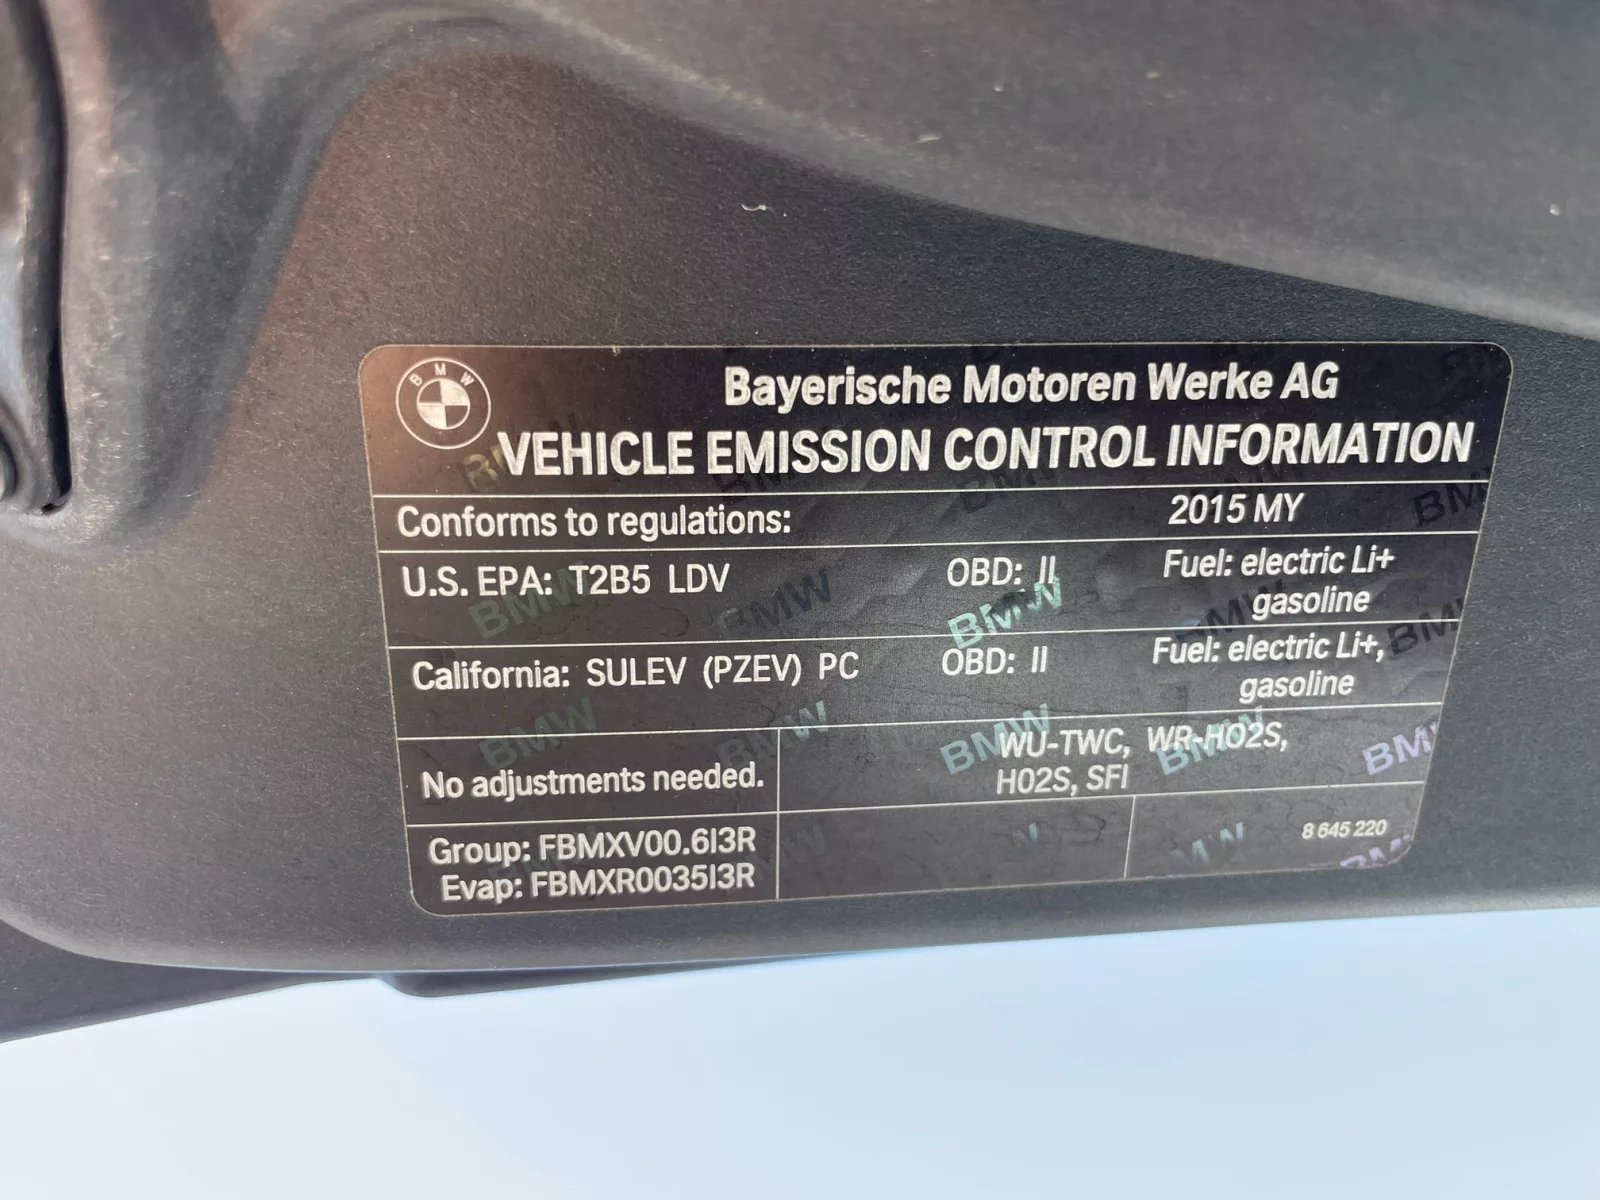 BMW
Bayerische Motoren Werke AG
VEHICLE EMISSION CONTROL INFORMATION
Conforms to regulations: 2015 MY
U.S. EPA: T2B5 LDV OBD: II Fuel: electric Li+
gasoline
California: SULEV (PZEV) PC OBD: II Fuel: electric Li+,
gasoline
No adjustments needed. WU-TWC, WR-HO2S,
HO2S, SFI
Group: FBMXV00.6I3R
Evap: FBMXR0035I3R
8 645 220